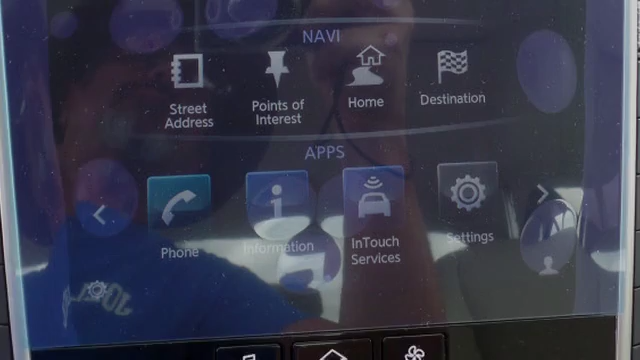 NAVI
Street
Address
Points of
Interest
Home
Destination
APPS
Phone
Information
InTouch
Services
Settings